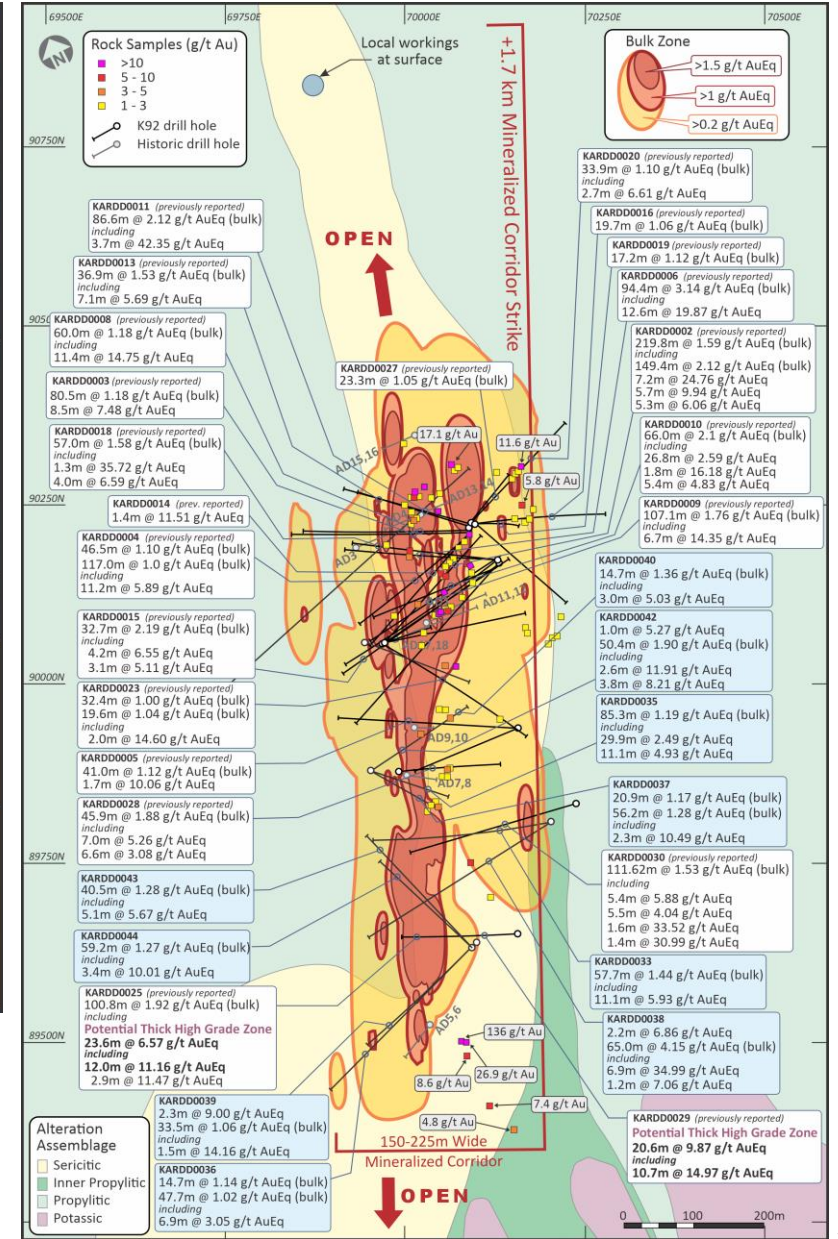 69500E
69750E
70000E
70250E
70500E
N
Rock Samples (g/t Au)
>10
5 - 10
3 - 5
1 - 3
K92 drill hole
Historic drill hole
Local workings
at surface
+1.7 km Mineralized Corridor Strike
Bulk Zone
>1.5 g/t AuEq
>1 g/t AuEq
>0.2 g/t AuEq
90750N
90500N
90250N
90000N
89750N
89500N
OPEN
KARDD0011 (previously reported)
86.6m @ 2.12 g/t AuEq (bulk)
including
3.7m @ 42.35 g/t AuEq
KARDD0013 (previously reported)
36.9m @ 1.53 g/t AuEq (bulk)
including
7.1m @ 5.69 g/t AuEq
KARDD0008 (previously reported)
60.0m @ 1.18 g/t AuEq (bulk)
including
11.4m @ 14.75 g/t AuEq
KARDD0003 (previously reported)
80.5m @ 1.18 g/t AuEq (bulk)
8.5m @ 7.48 g/t AuEq
KARDD0018 (previously reported)
57.0m @ 1.58 g/t AuEq (bulk)
including
1.3m @ 35.72 g/t AuEq
4.0m @ 6.59 g/t AuEq
KARDD0014 (prev. reported)
1.4m @ 11.51 g/t AuEq
KARDD0004 (previously reported)
46.5m @ 1.10 g/t AuEq (bulk)
117.0m @ 1.0 g/t AuEq (bulk)
including
11.2m @ 5.89 g/t AuEq
KARDD0015 (previously reported)
32.7m @ 2.19 g/t AuEq (bulk)
including
4.2m @ 6.55 g/t AuEq
3.1m @ 5.11 g/t AuEq
KARDD0023 (previously reported)
32.4m @ 1.00 g/t AuEq (bulk)
19.6m @ 1.04 g/t AuEq (bulk)
including
2.0m @ 14.60 g/t AuEq
KARDD0005 (previously reported)
41.0m @ 1.12 g/t AuEq (bulk)
1.7m @ 10.06 g/t AuEq
KARDD0028 (previously reported)
45.9m @ 1.88 g/t AuEq (bulk)
including
7.0m @ 5.26 g/t AuEq
6.6m @ 3.08 g/t AuEq
KARDD0043
40.5m @ 1.28 g/t AuEq (bulk)
including
5.1m @ 5.67 g/t AuEq
KARDD0044
59.2m @ 1.27 g/t AuEq (bulk)
including
3.4m @ 10.01 g/t AuEq
KARDD0025 (previously reported)
100.8m @ 1.92 g/t AuEq (bulk)
including
Potential Thick High Grade Zone
23.6m @ 6.57 g/t AuEq
including
12.0m @ 11.16 g/t AuEq
2.9m @ 11.47 g/t AuEq
KARDD0039
2.3m @ 9.00 g/t AuEq
33.5m @ 1.06 g/t AuEq (bulk)
including
1.5m @ 14.16 g/t AuEq
KARDD0036
14.7m @ 1.14 g/t AuEq (bulk)
47.7m @ 1.02 g/t AuEq (bulk)
including
6.9m @ 3.05 g/t AuEq
KARDD0027 (previously reported)
23.3m @ 1.05 g/t AuEq (bulk)
17.1 g/t Au
11.6 g/t Au
5.8 g/t Au
AD15,16
AD13,14
AD3
AD11,12
AD9,10
AD7,8
AD5,6
KARDD0020 (previously reported)
33.9m @ 1.10 g/t AuEq (bulk)
including
2.7m @ 6.61 g/t AuEq
KARDD0016 (previously reported)
19.7m @ 1.06 g/t AuEq (bulk)
KARDD0019 (previously reported)
17.2m @ 1.12 g/t AuEq (bulk)
KARDD0006 (previously reported)
94.4m @ 3.14 g/t AuEq (bulk)
including
12.6m @ 19.87 g/t AuEq
KARDD0002 (previously reported)
219.8m @ 1.59 g/t AuEq (bulk)
including
149.4m @ 2.12 g/t AuEq (bulk)
7.2m @ 24.76 g/t AuEq
5.7m @ 9.94 g/t AuEq
5.3m @ 6.06 g/t AuEq
KARDD0010 (previously reported)
66.0m @ 2.1 g/t AuEq (bulk)
including
26.8m @ 2.59 g/t AuEq
1.8m @ 16.18 g/t AuEq
5.4m @ 4.83 g/t AuEq
KARDD0009 (previously reported)
107.1m @ 1.76 g/t AuEq (bulk)
including
6.7m @ 14.35 g/t AuEq
KARDD0040
14.7m @ 1.36 g/t AuEq (bulk)
including
3.0m @ 5.03 g/t AuEq
KARDD0042
1.0m @ 5.27 g/t AuEq
50.4m @ 1.90 g/t AuEq (bulk)
including
2.6m @ 11.91 g/t AuEq
3.8m @ 8.21 g/t AuEq
KARDD0035
85.3m @ 1.19 g/t AuEq (bulk)
including
29.9m @ 2.49 g/t AuEq
11.1m @ 4.93 g/t AuEq
KARDD0037
20.9m @ 1.17 g/t AuEq (bulk)
56.2m @ 1.28 g/t AuEq (bulk)
including
2.3m @ 10.49 g/t AuEq
KARDD0030 (previously reported)
111.62m @ 1.53 g/t AuEq (bulk)
including
5.4m @ 5.88 g/t AuEq
5.5m @ 4.04 g/t AuEq
1.6m @ 33.52 g/t AuEq
1.4m @ 30.99 g/t AuEq
KARDD0033
57.7m @ 1.44 g/t AuEq (bulk)
including
11.1m @ 5.93 g/t AuEq
KARDD0038
2.2m @ 6.86 g/t AuEq
65.0m @ 4.15 g/t AuEq (bulk)
including
6.9m @ 34.99 g/t AuEq
1.2m @ 7.06 g/t AuEq
KARDD0029 (previously reported)
Potential Thick High Grade Zone
20.6m @ 9.87 g/t AuEq
including
10.7m @ 14.97 g/t AuEq
136 g/t Au
26.9 g/t Au
8.6 g/t Au
7.4 g/t Au
4.8 g/t Au
150-225m Wide
Mineralized Corridor
OPEN
Alteration
Assemblage
Sericitic
Inner Propylitic
Propylitic
Potassic
0 100 200m